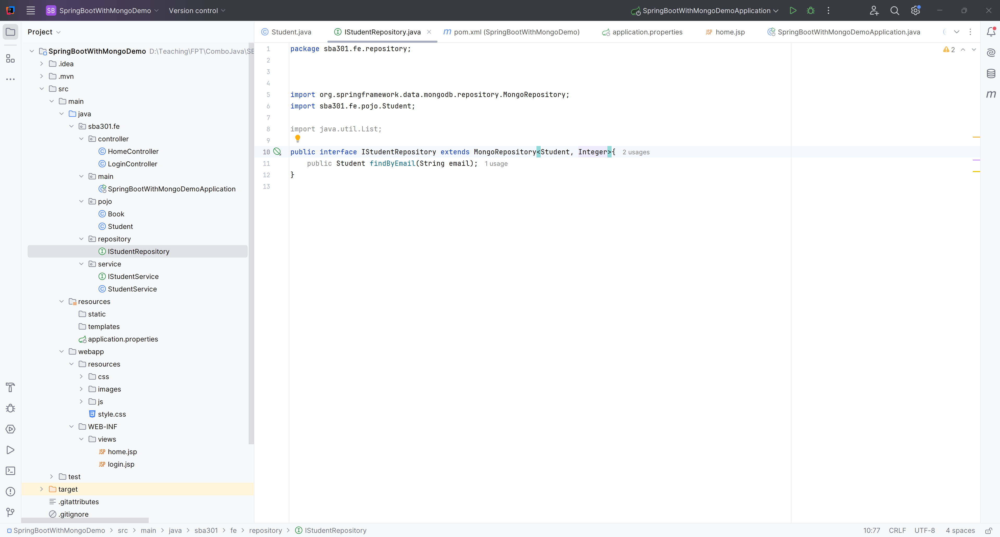 SB SpringBootWithMongoDemo Version control SpringBootWithMongoDemoApplication
Project
Student.java IStudentRepository.java m pom.xml (SpringBootWithMongoDemo) application.properties JSP home.jsp SpringBootWithMongoDemoApplication.java
SpringBootWithMongoDemo D:\Teaching\FPT\ComboJava\
.idea
.mvn
src
main
java
sba301.fe
controller
HomeController
LoginController
main
SpringBootWithMongoDemoApplication
pojo
Book
Student
repository
IStudentRepository
service
IStudentService
StudentService
resources
static
templates
application.properties
webapp
resources
css
images
js
style.css
WEB-INF
views
JSP home.jsp
JSP login.jsp
test
target
.gitattributes
.gitignore
1 package sba301.fe.repository;
2
3
4
5 import org.springframework.data.mongodb.repository.MongoRepository;
6 import sba301.fe.pojo.Student;
7
8 import java.util.List;
9
10 public interface IStudentRepository extends MongoRepository<Student, Integer>{ 2 usages
11 public Student findByEmail(String email); 1 usage
12 }
13
2
m
SpringBootWithMongoDemo > src > main > java > sba301 > fe > repository > IStudentRepository
10:77 CRLF UTF-8 4 spaces